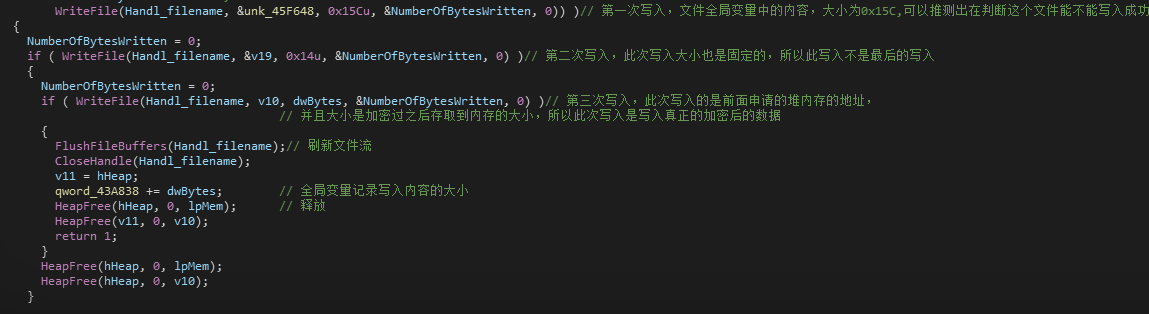 WriteFile(Handl_filename, &unk_45F648, 0x15Cu, &NumberOfBytesWritten, 0)) )// 第一次写入，文件全局变量中的内容，大小为0x15C,可以推测出在判断这个文件能不能写入成功
{
NumberOfBytesWritten = 0;
if ( WriteFile(Handl_filename, &v19, 0x14u, &NumberOfBytesWritten, 0) )// 第二次写入，此次写入大小也是固定的，所以此写入不是最后的写入
{
NumberOfBytesWritten = 0;
if ( WriteFile(Handl_filename, v10, dwBytes, &NumberOfBytesWritten, 0) )// 第三次写入，此次写入的是前面申请的堆内存的地址，
// 并且大小是加密过之后存取到内存的大小，所以此次写入是写入真正的加密后的数据
{
FlushFileBuffers(Handl_filename);// 刷新文件流
CloseHandle(Handl_filename);
v11 = hHeap;
qword_43A838 += dwBytes; // 全局变量记录写入内容的大小
HeapFree(hHeap, 0, lpMem); // 释放
HeapFree(v11, 0, v10);
return 1;
}
HeapFree(hHeap, 0, lpMem);
HeapFree(hHeap, 0, v10);
}